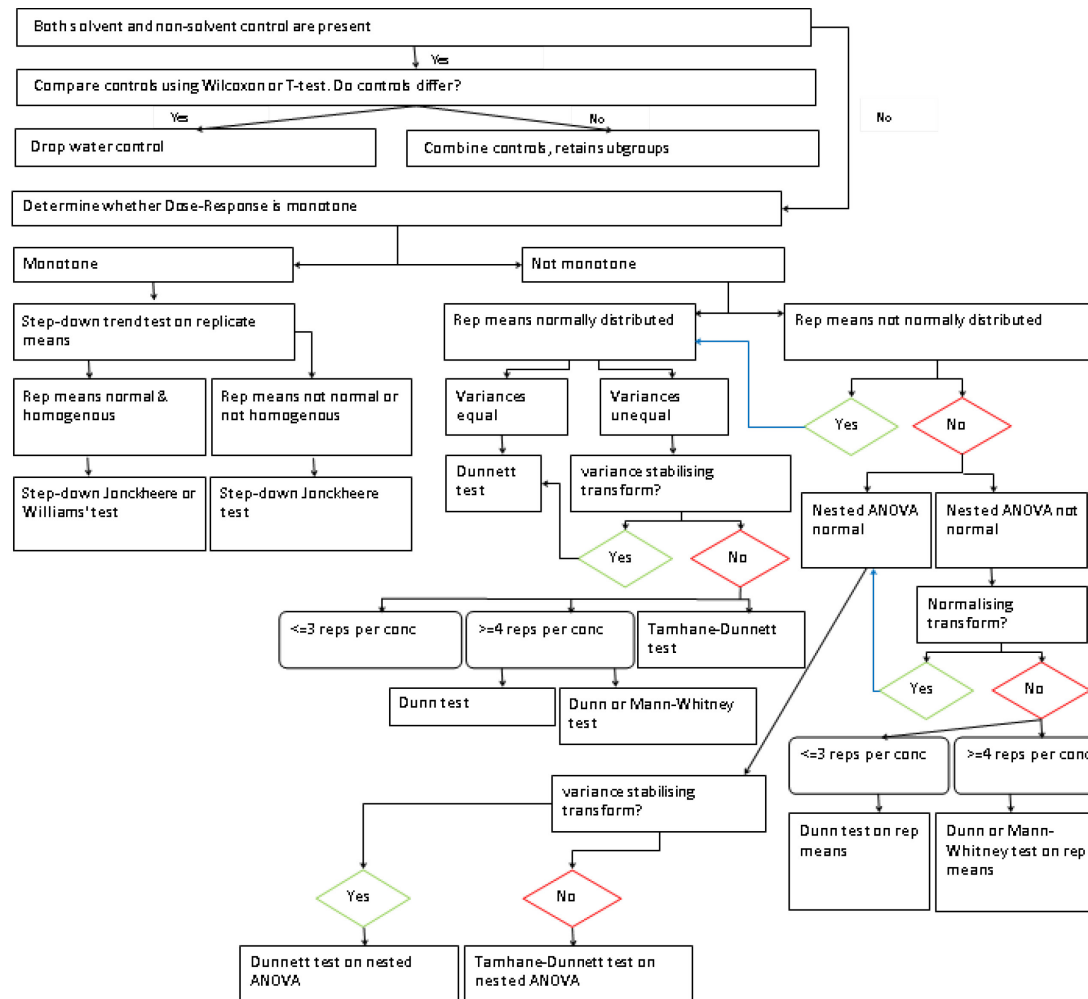 Both solvent and non-solvent control are present
Yes
Compare controls using Wilcoxon or T-test. Do controls differ?
Yes
No
No
Drop water control
Combine controls, retains subgroups
Determine whether Dose-Response is monotone
Monotone
Not monotone
Step-down trend test on replicate
means
Rep means normally distributed
Rep means not normally distributed
Rep means normal &
homogenous
Rep means not normal or
not homogenous
Variances
equal
Variances
unequal
Yes
No
Step-down Jonckheere or
Williams' test
Step-down Jonckheere
test
Dunnett
test
variance stabilising
transform?
Nested ANOVA
normal
Nested ANOVA not
normal
Yes
No
Normalising
transform?
<=3 reps per conc
>=4 reps per conc
Tamhane-Dunnett
test
Yes
No
Dunn test
Dunn or Mann-Whitney
test
<=3 reps per conc
>=4 reps per conc
variance stabilising
transform?
Dunn test on rep
means
Dunn or Mann-
Whitney test on rep
means
Yes
No
Dunnett test on nested
ANOVA
Tamhane-Dunnett test on
nested ANOVA